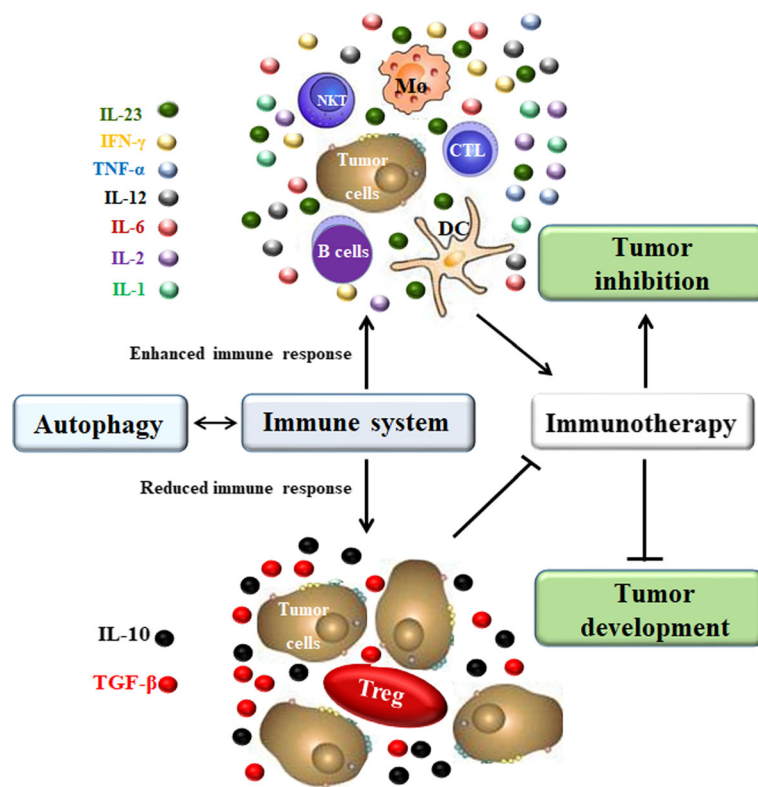 Mo
NKT
IL-23
IFN-γ
TNF-α
IL-12
IL-6
IL-2
IL-1
CTL
Tumor
cells
DC
B cells
Tumor
inhibition
Enhanced immune response
Autophagy
Immune system
Immunotherapy
Reduced immune response
Tumor
cells
Tumor
development
IL-10
TGF-β
Treg